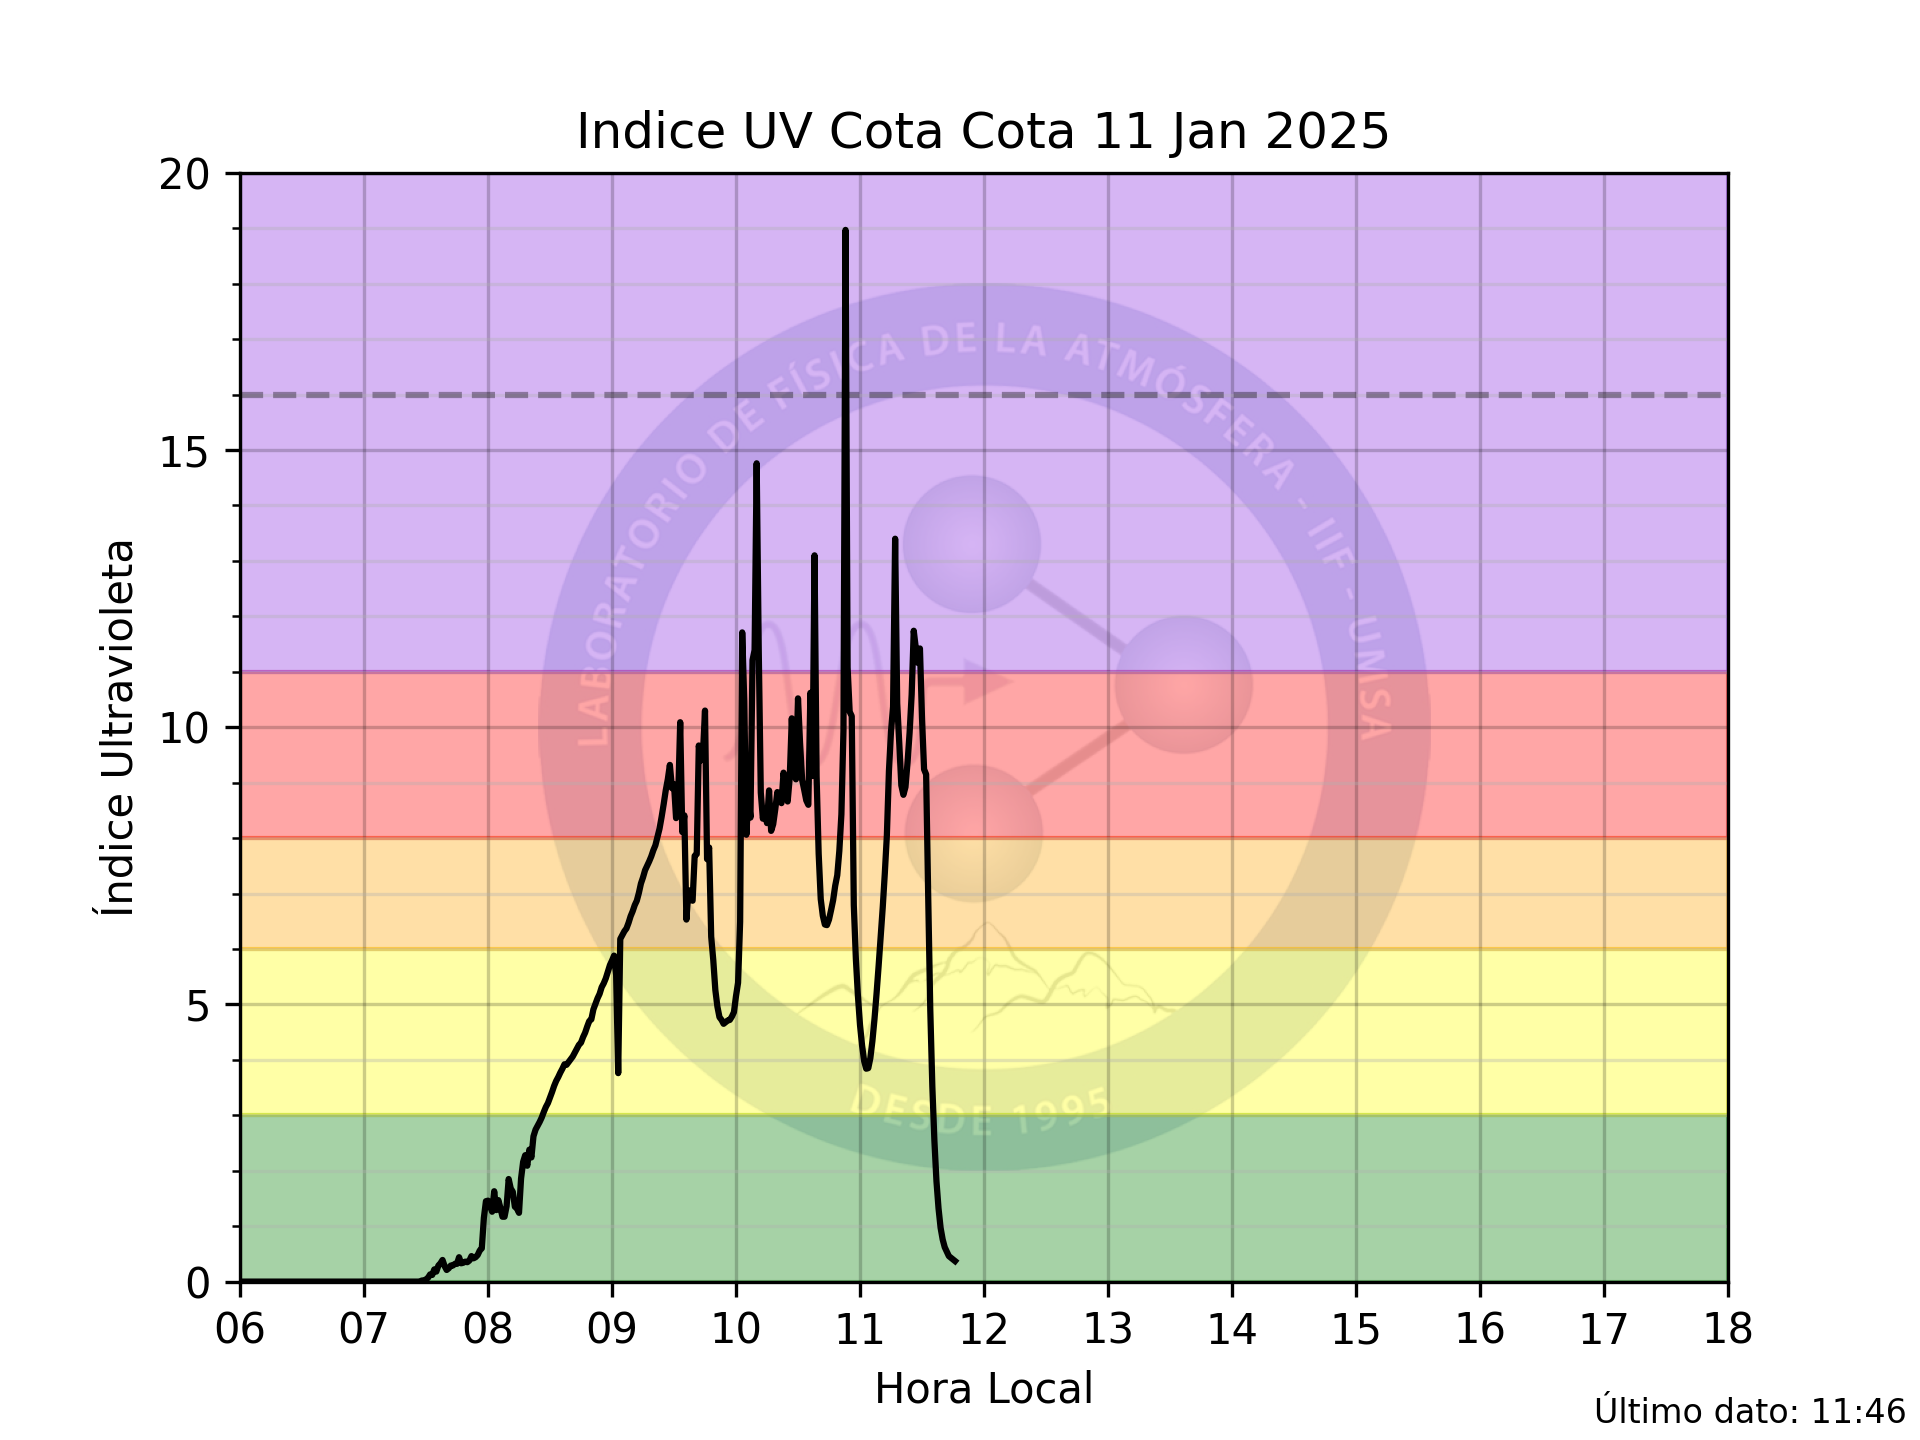 Indice UV Cota Cota 11 Jan 2025
20
15
10
5
0
Índice Ultravioleta
LABORATORIO DE FÍSICA DE LA ATMÓSFERA - IIF - UMSA
DESDE 1995
06 07 08 09 10 11 12 13 14 15 16 17 18
Hora Local
Último dato: 11:46